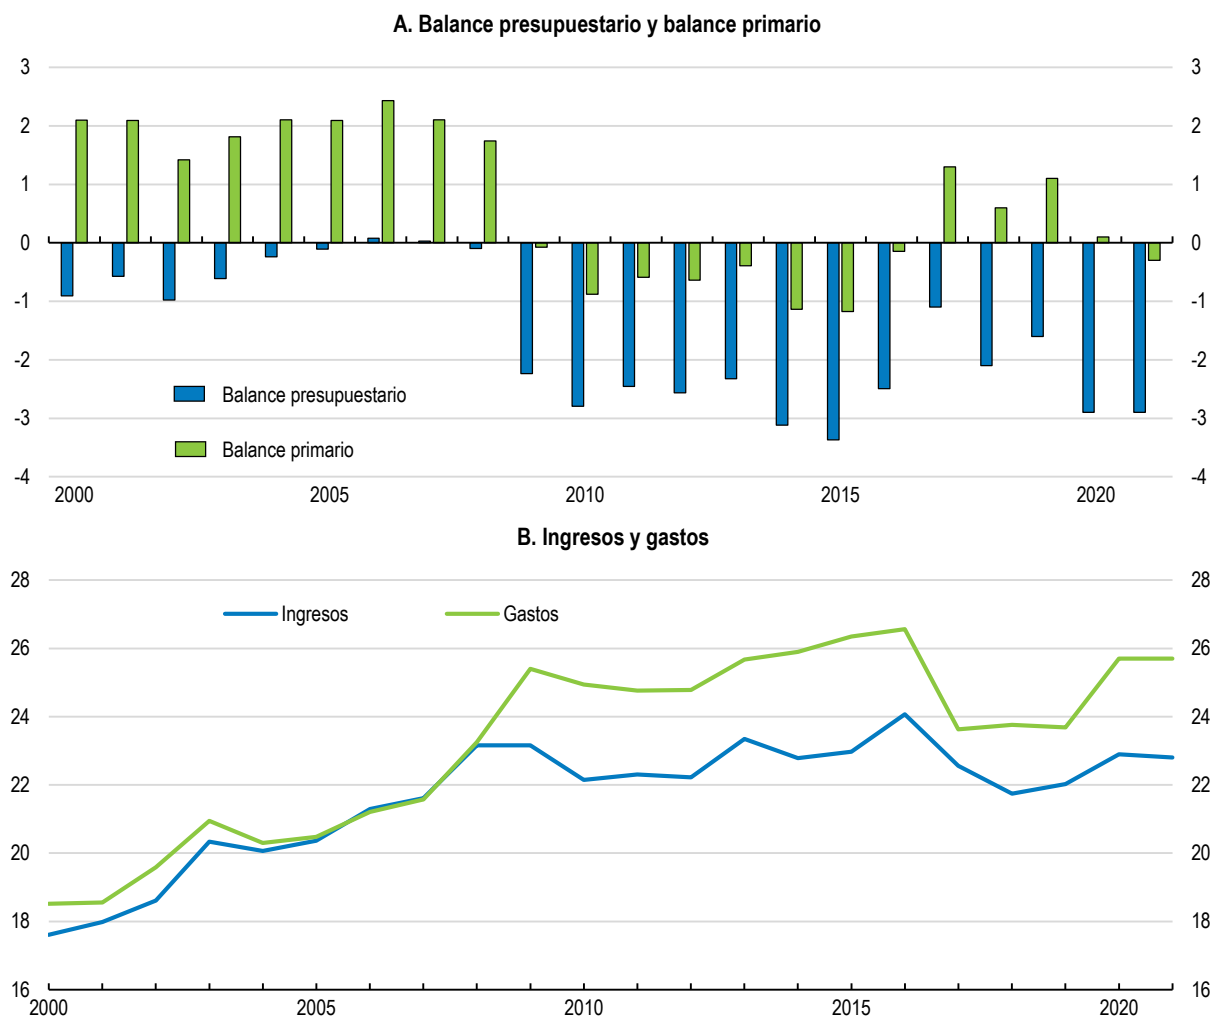 A. Balance presupuestario y balance primario
3 3
2 2
1 1
0 0
-1 -1
-2 -2
Balance presupuestario
-3 -3
Balance primario
-4 -4
2000 2005 2010 2015 2020
B. Ingresos y gastos
28 28
Ingresos Gastos
26 26
24 24
22 22
20 20
18 18
16 16
2000 2005 2010 2015 2020